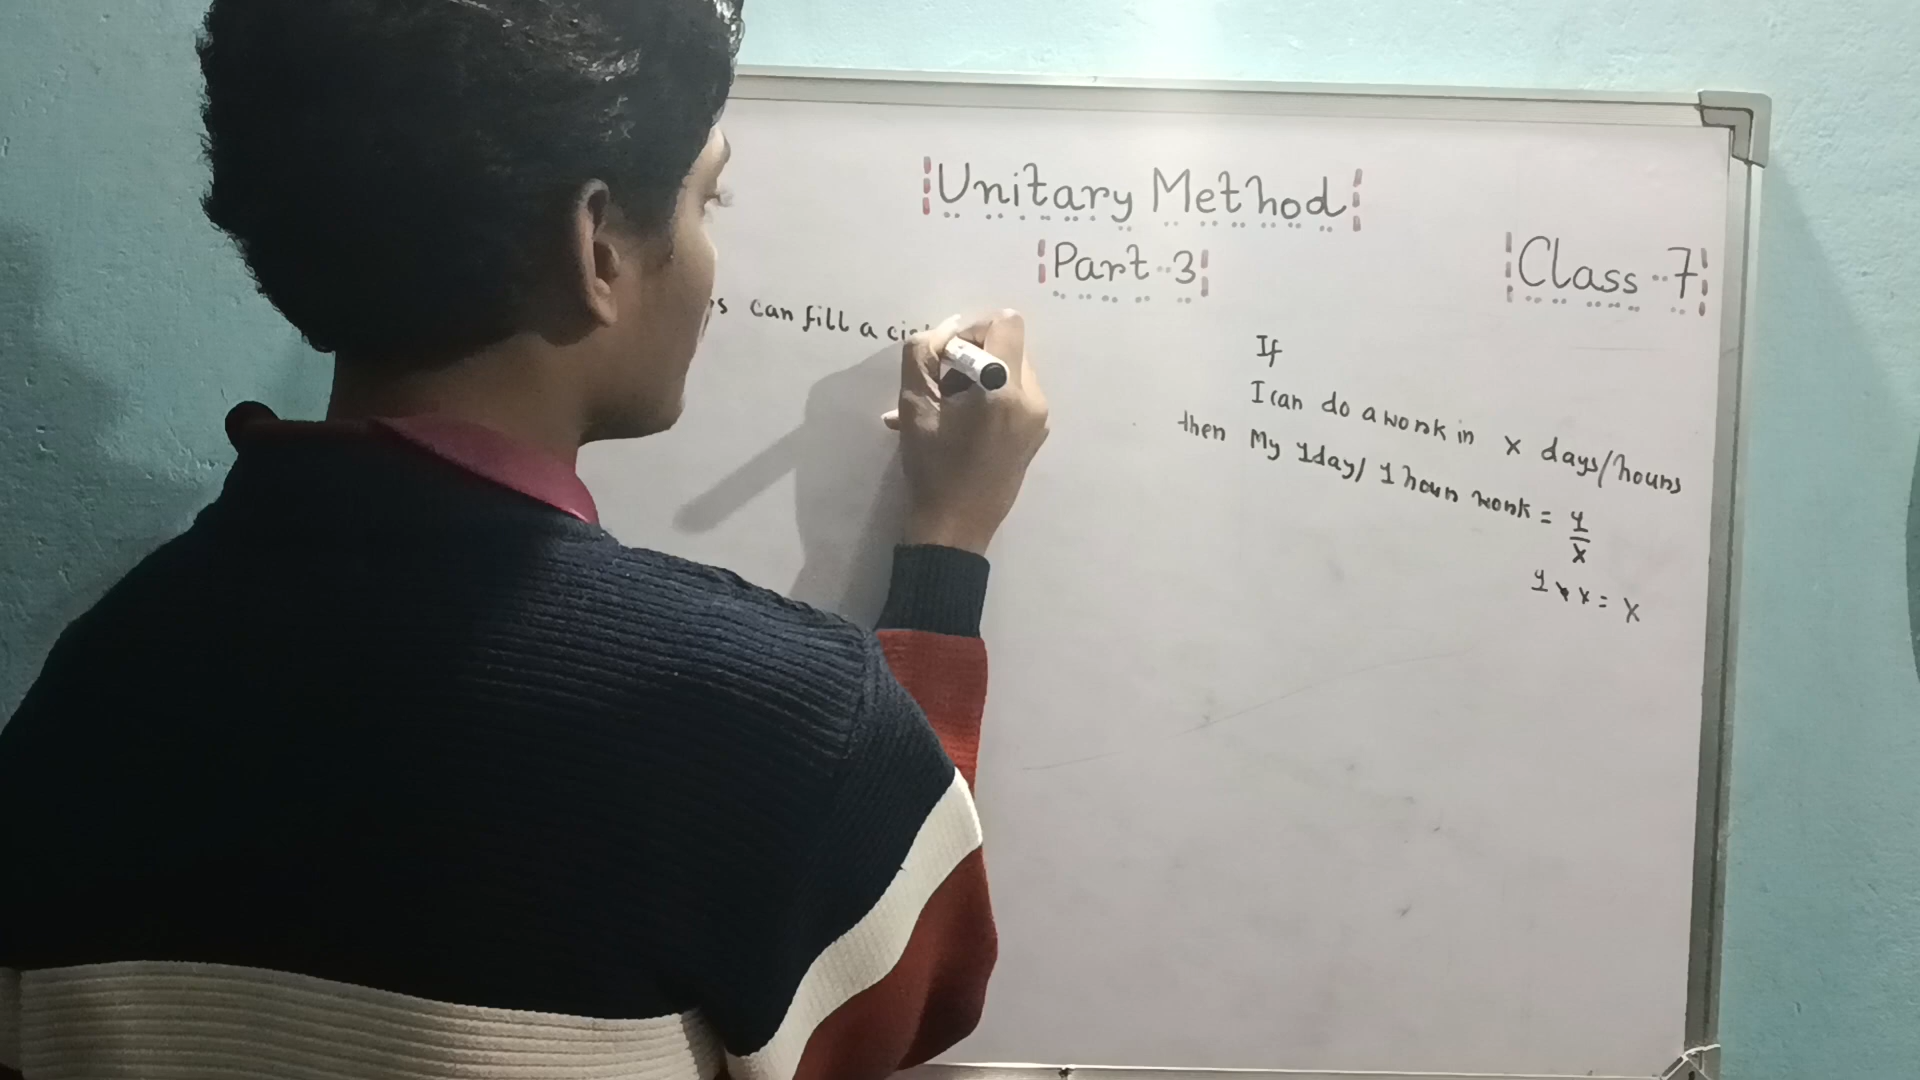 Unitary Method
Part-3
Class-7
can fill a
If
I can do a work in x days/hours
then My 1day/ 1 hour work = 1/x
1 × x = x